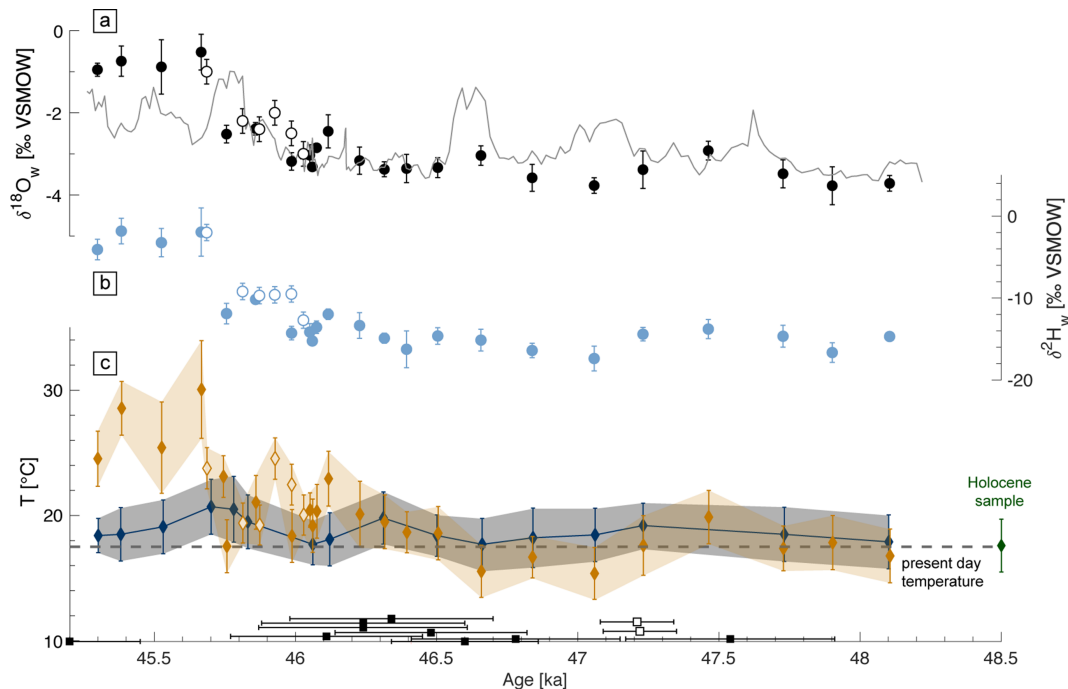 a
0
-2
-4
δ¹⁸Ow [‰ VSMOW]
b
0
-10
-20
δ²Hw [‰ VSMOW]
c
30
20
10
T [°C]
Holocene
sample
present day
temperature
45.5 46 46.5 47 47.5 48 48.5
Age [ka]